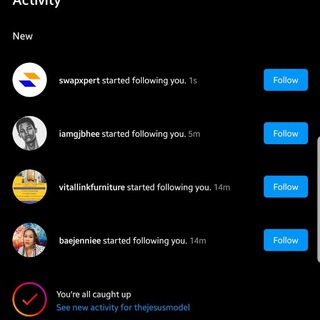 Activity
New
swapxpert started following you. 1s
Follow
iamgjbhee started following you. 5m
Follow
vitallinkfurniture started following you. 14m
Follow
baejenniee started following you. 14m
Follow
You're all caught up
See new activity for thejesusmodel